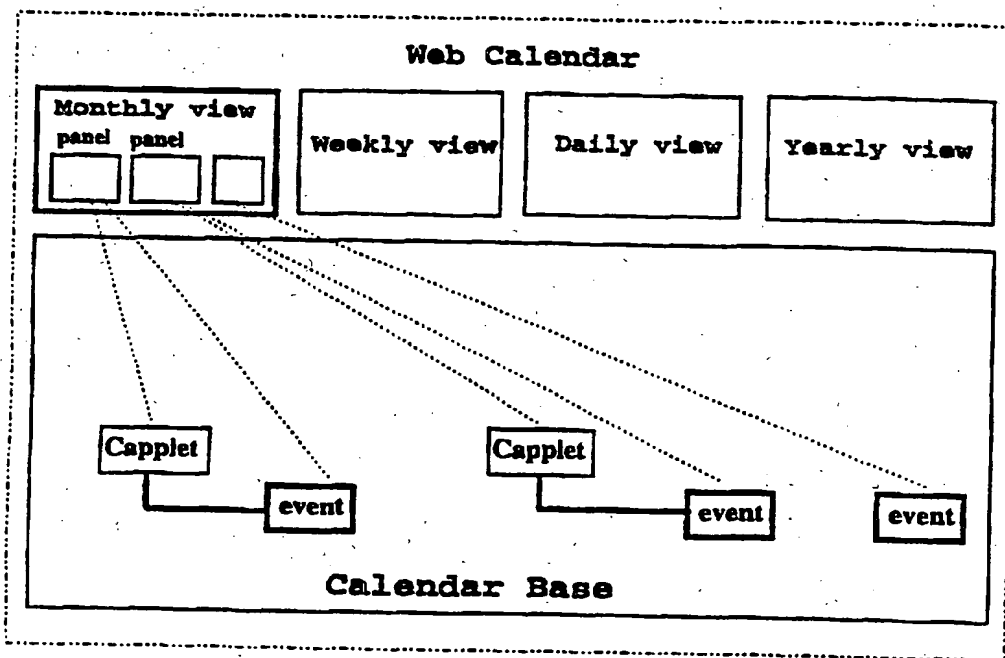 Web Calendar
Monthly view
panel panel
Weekly view
Daily view
Yearly view
Capplet
event
Capplet
event
event
Calendar Base